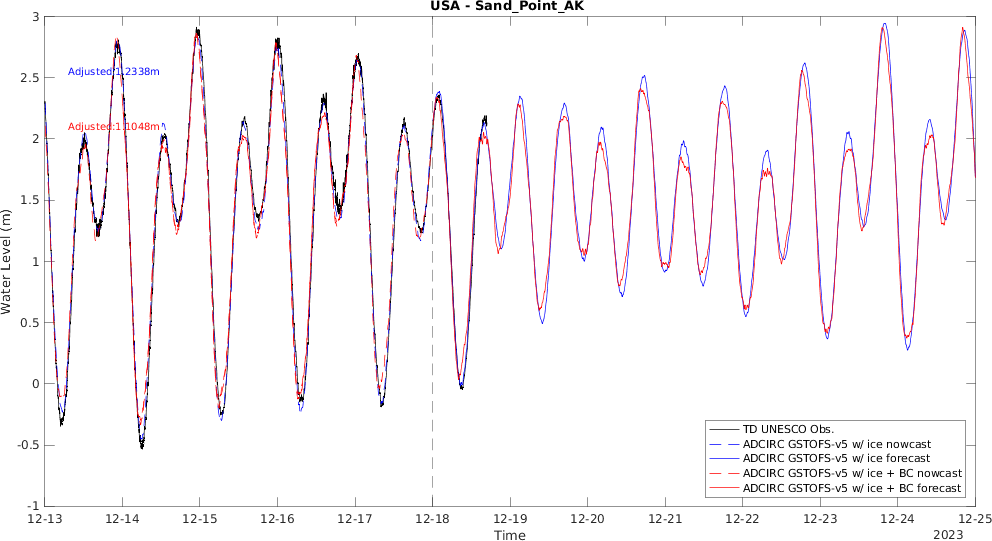 USA - Sand_Point_AK
3
2.5
2
1.5
1
0.5
0
-0.5
-1
Water Level (m)
Adjusted:1.2338m
Adjusted:1.1048m
TD UNESCO Obs.
ADCIRC GSTOFS-v5 w/ ice nowcast
ADCIRC GSTOFS-v5 w/ ice forecast
ADCIRC GSTOFS-v5 w/ ice + BC nowcast
ADCIRC GSTOFS-v5 w/ ice + BC forecast
12-13 12-14 12-15 12-16 12-17 12-18 12-19 12-20 12-21 12-22 12-23 12-24 12-25
Time
2023